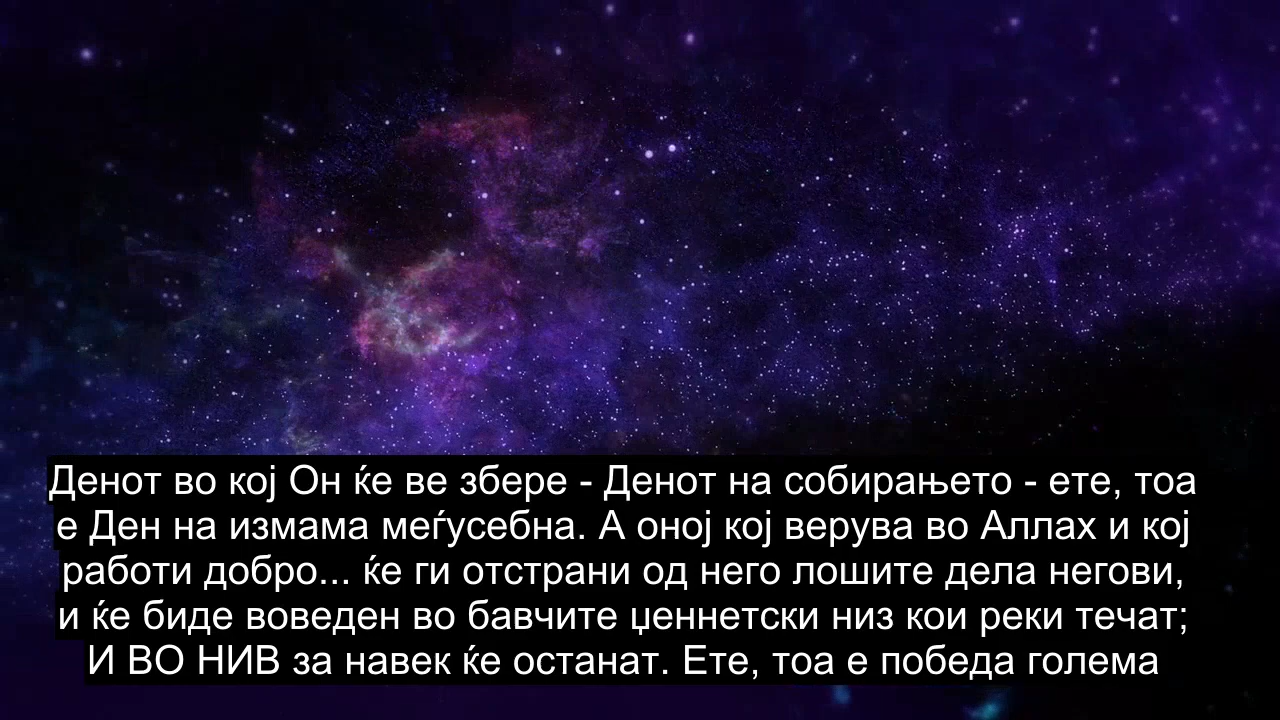 Денот во кој Он ќе ве збере - Денот на собирањето - ете, тоа
е Ден на измама меѓусебна. А оној кој верува во Аллах и кој
работи добро... ќе ги отстрани од него лошите дела негови,
и ќе биде воведен во бавчите џеннетски низ кои реки течат;
И ВО НИВ за навек ќе останат. Ете, тоа е победа голема